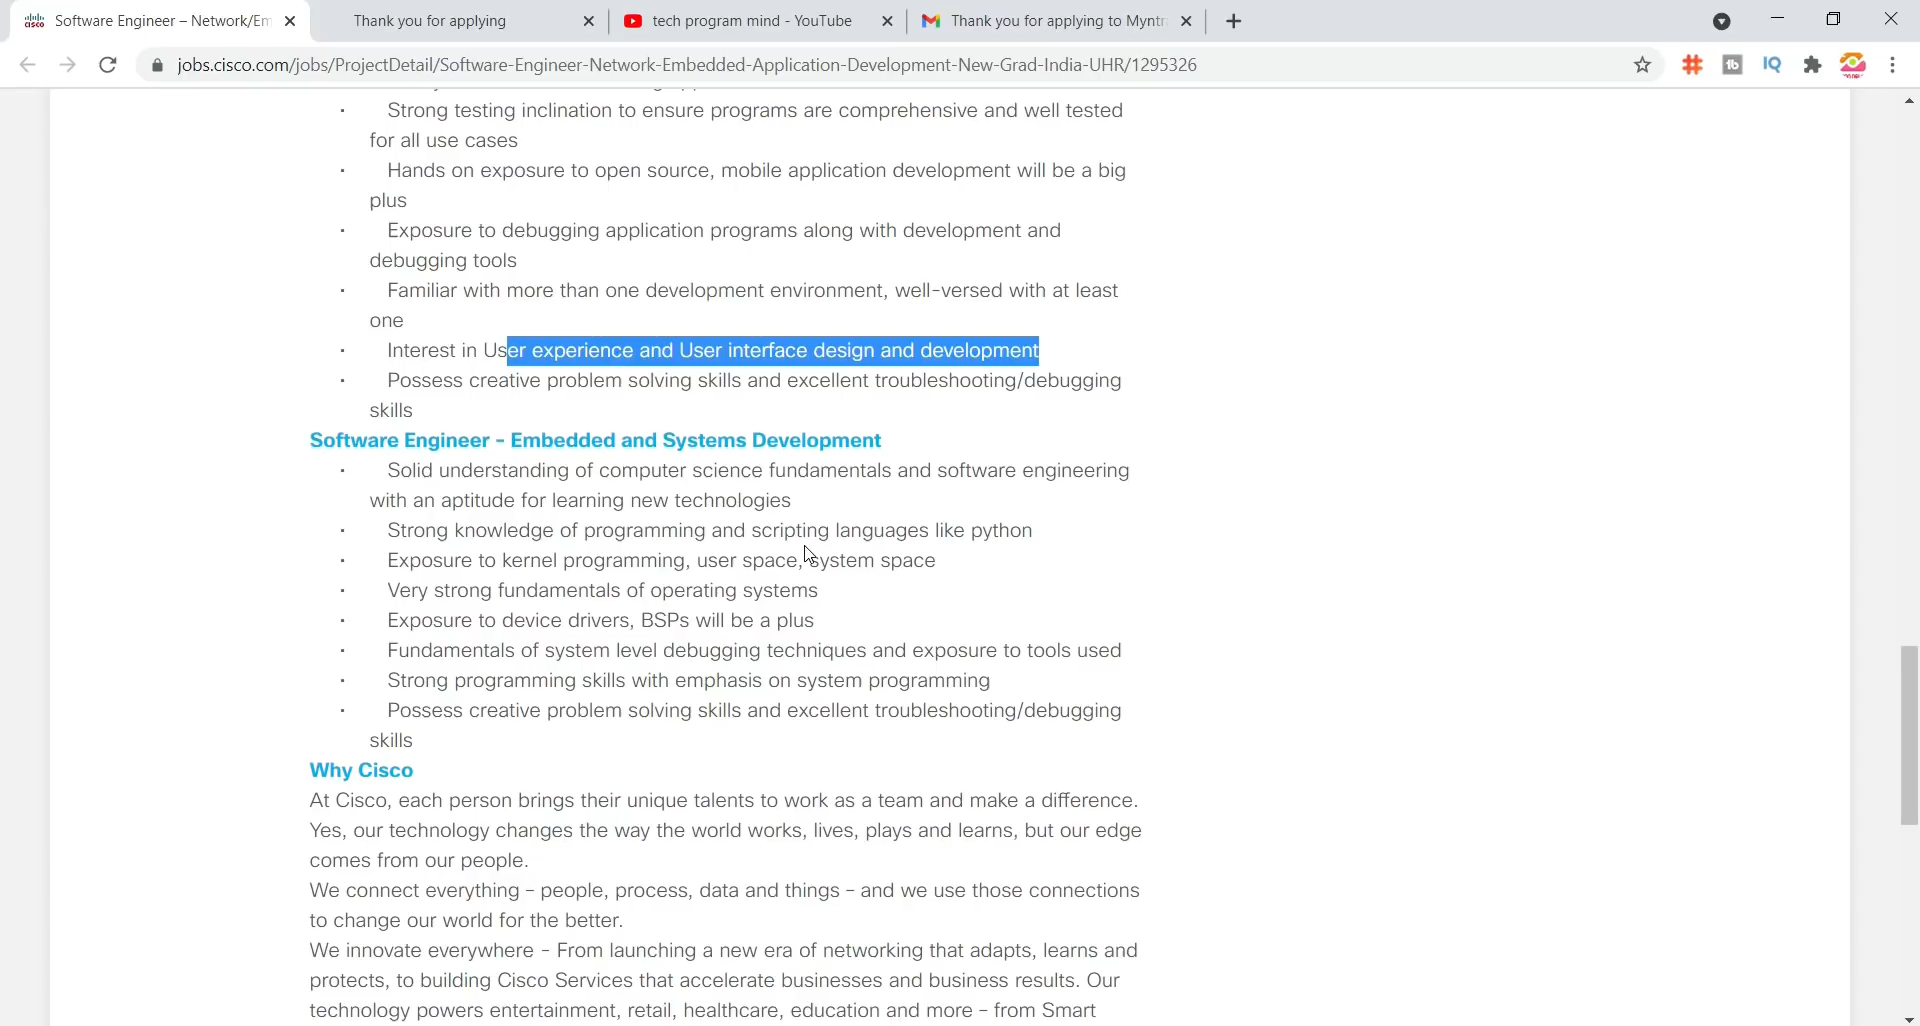 Software Engineer – Network/Em
Thank you for applying
tech program mind - YouTube
Thank you for applying to Myntr
jobs.cisco.com/jobs/ProjectDetail/Software-Engineer-Network-Embedded-Application-Development-New-Grad-India-UHR/1295326
· Strong testing inclination to ensure programs are comprehensive and well tested
for all use cases
· Hands on exposure to open source, mobile application development will be a big
plus
· Exposure to debugging application programs along with development and
debugging tools
· Familiar with more than one development environment, well-versed with at least
one
· Interest in User experience and User interface design and development
· Possess creative problem solving skills and excellent troubleshooting/debugging
skills
Software Engineer - Embedded and Systems Development
· Solid understanding of computer science fundamentals and software engineering
with an aptitude for learning new technologies
· Strong knowledge of programming and scripting languages like python
· Exposure to kernel programming, user space, system space
· Very strong fundamentals of operating systems
· Exposure to device drivers, BSPs will be a plus
· Fundamentals of system level debugging techniques and exposure to tools used
· Strong programming skills with emphasis on system programming
· Possess creative problem solving skills and excellent troubleshooting/debugging
skills
Why Cisco
At Cisco, each person brings their unique talents to work as a team and make a difference.
Yes, our technology changes the way the world works, lives, plays and learns, but our edge
comes from our people.
We connect everything – people, process, data and things – and we use those connections
to change our world for the better.
We innovate everywhere - From launching a new era of networking that adapts, learns and
protects, to building Cisco Services that accelerate businesses and business results. Our
technology powers entertainment, retail, healthcare, education and more – from Smart